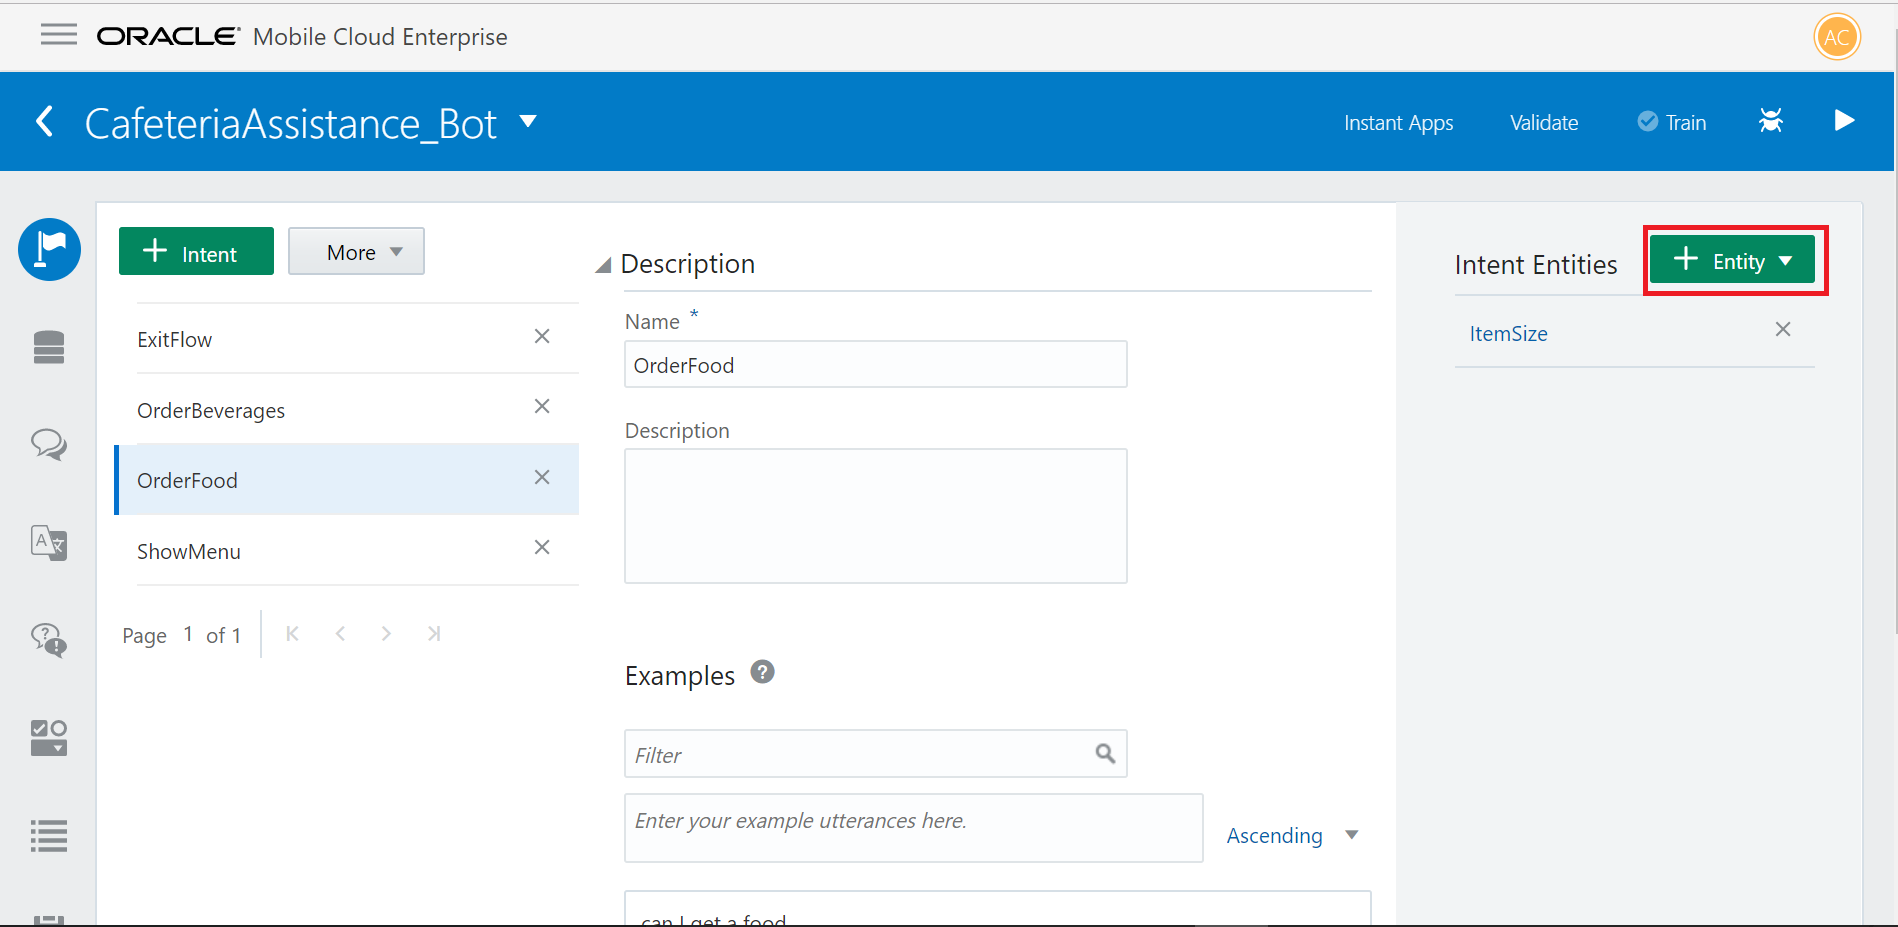 ORACLE Mobile Cloud Enterprise
AC
CafeteriaAssistance_Bot
Instant Apps
Validate
Train
Intent
More
ExitFlow
OrderBeverages
OrderFood
ShowMenu
Page 1 of 1
Description
Name *
OrderFood
Description
Examples ?
Filter
Enter your example utterances here.
Ascending
can I get a food
Intent Entities
Entity
ItemSize